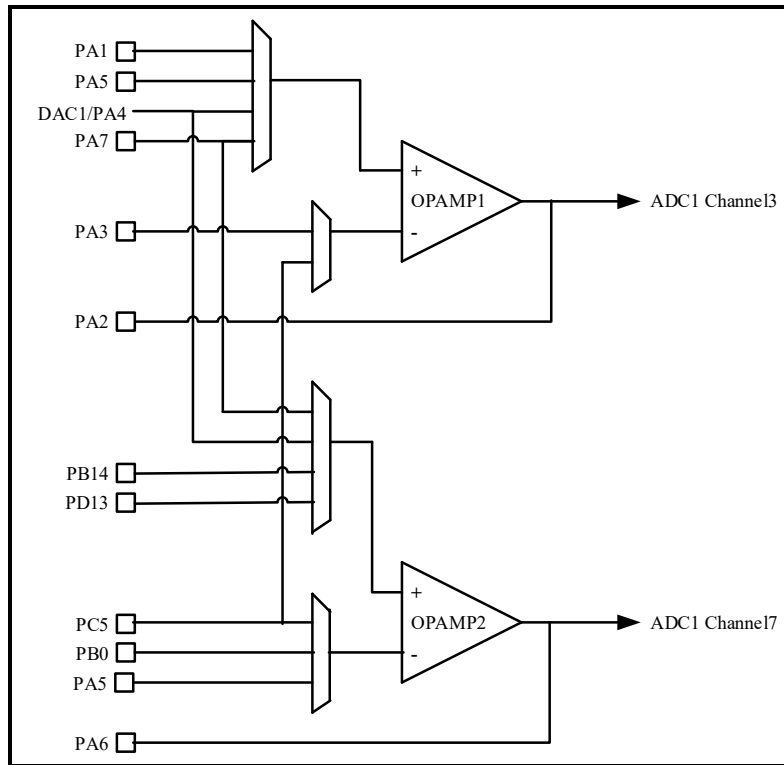 PA1
PA5
DAC1/PA4
PA7
+
OPAMP1
ADC1 Channel3
PA3
-
PA2
PB14
PD13
+
PC5
OPAMP2
ADC1 Channel7
PB0
-
PA5
PA6